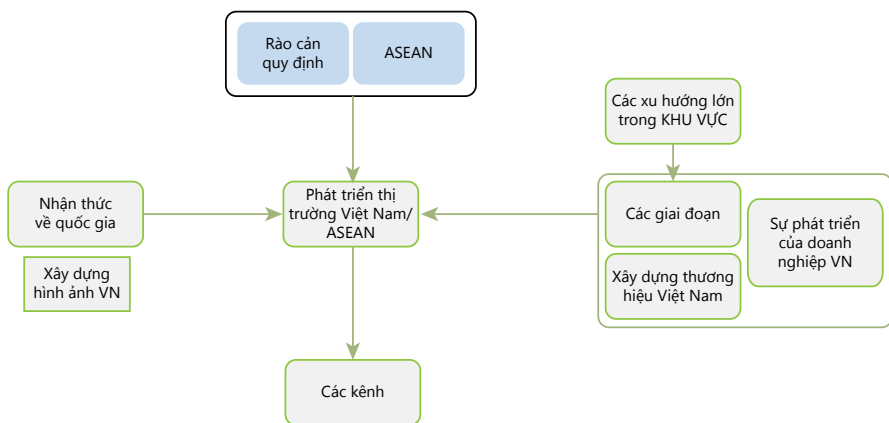 Rào cản
quy định
ASEAN
Các xu hướng lớn
trong KHU VỰC
Nhận thức
về quốc gia
Xây dựng
hình ảnh VN
Phát triển thị
trường Việt Nam/
ASEAN
Các giai đoạn
Xây dựng thương
hiệu Việt Nam
Sự phát triển
của doanh
nghiệp VN
Các kênh